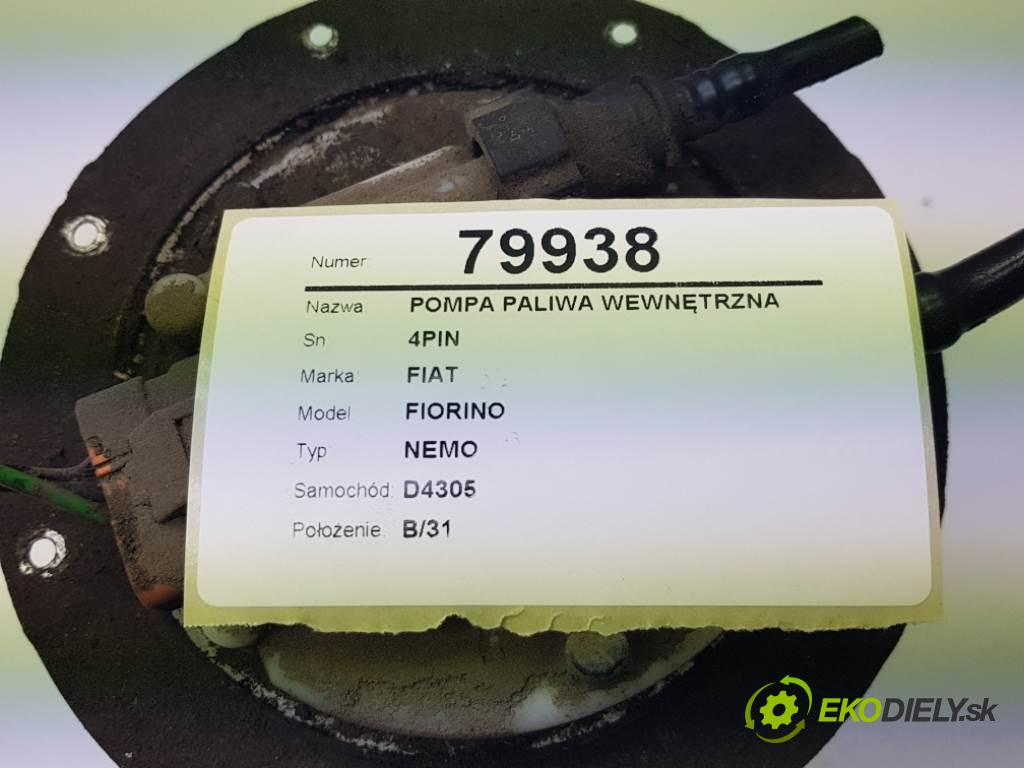 Numer: 79938
Nazwa: POMPA PALIWA WEWNĘTRZNA
Sn 4PIN
Marka: FIAT
Model FIORINO
Typ: NEMO
Samochód: D4305
Położenie: B/31
EKODIELY.sk